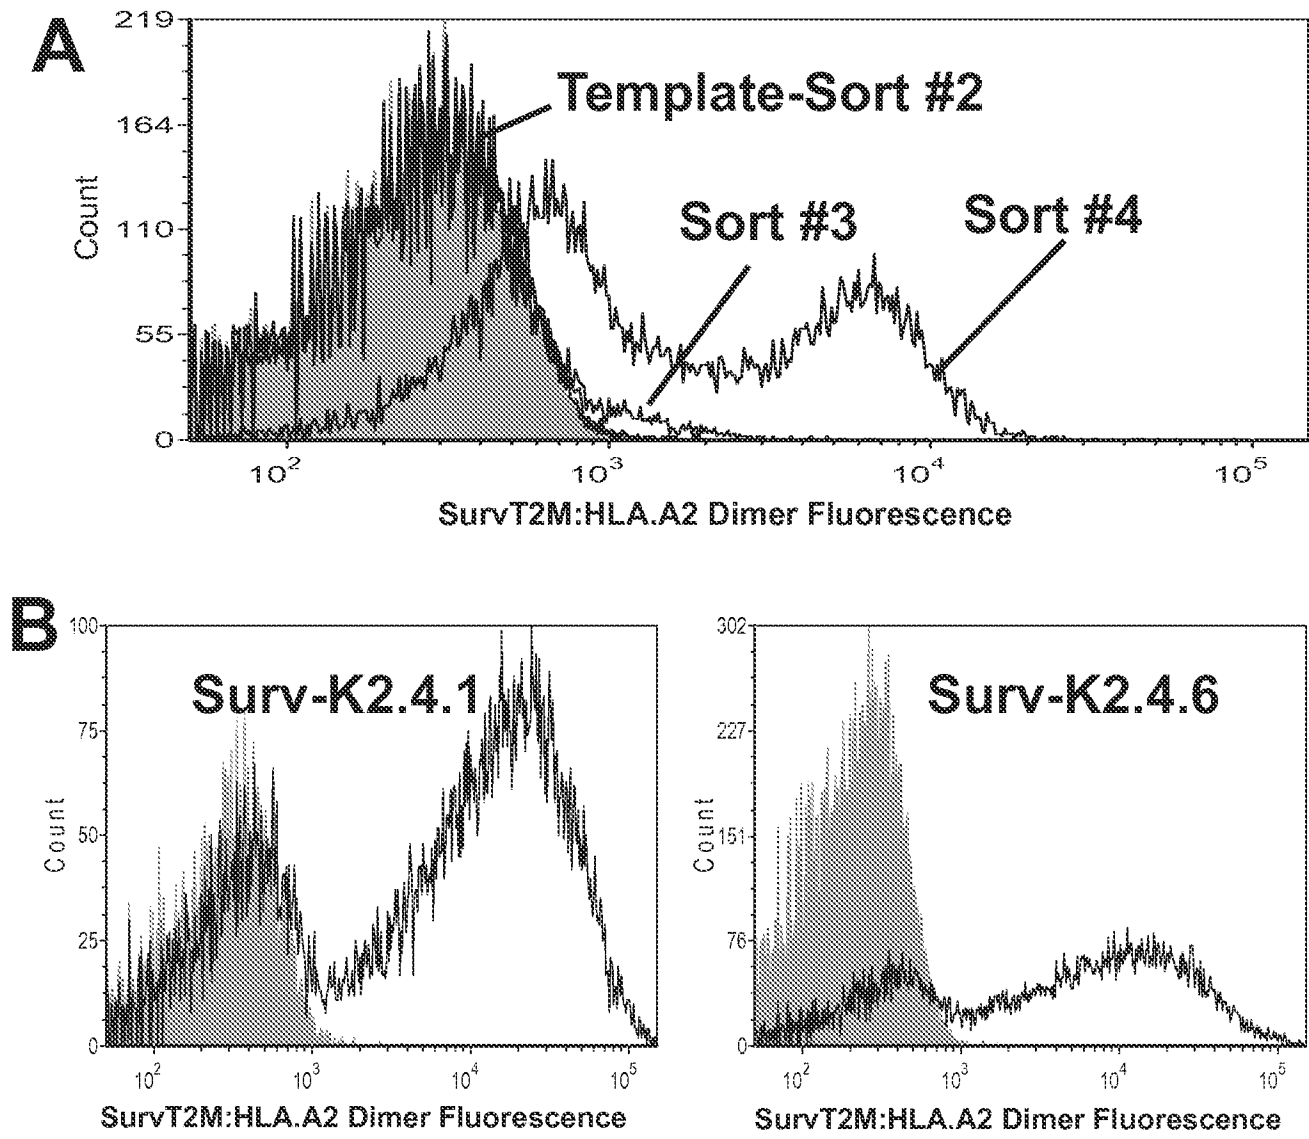 A
219
164
110
55
0
Count
Template-Sort #2
Sort #3
Sort #4
10²
10³
10⁴
10⁵
SurvT2M:HLA.A2 Dimer Fluorescence
B
100
75
50
25
0
Count
Surv-K2.4.1
10²
10³
10⁴
10⁵
SurvT2M:HLA.A2 Dimer Fluorescence
302
227
151
76
0
Count
Surv-K2.4.6
10²
10³
10⁴
10⁵
SurvT2M:HLA.A2 Dimer Fluorescence